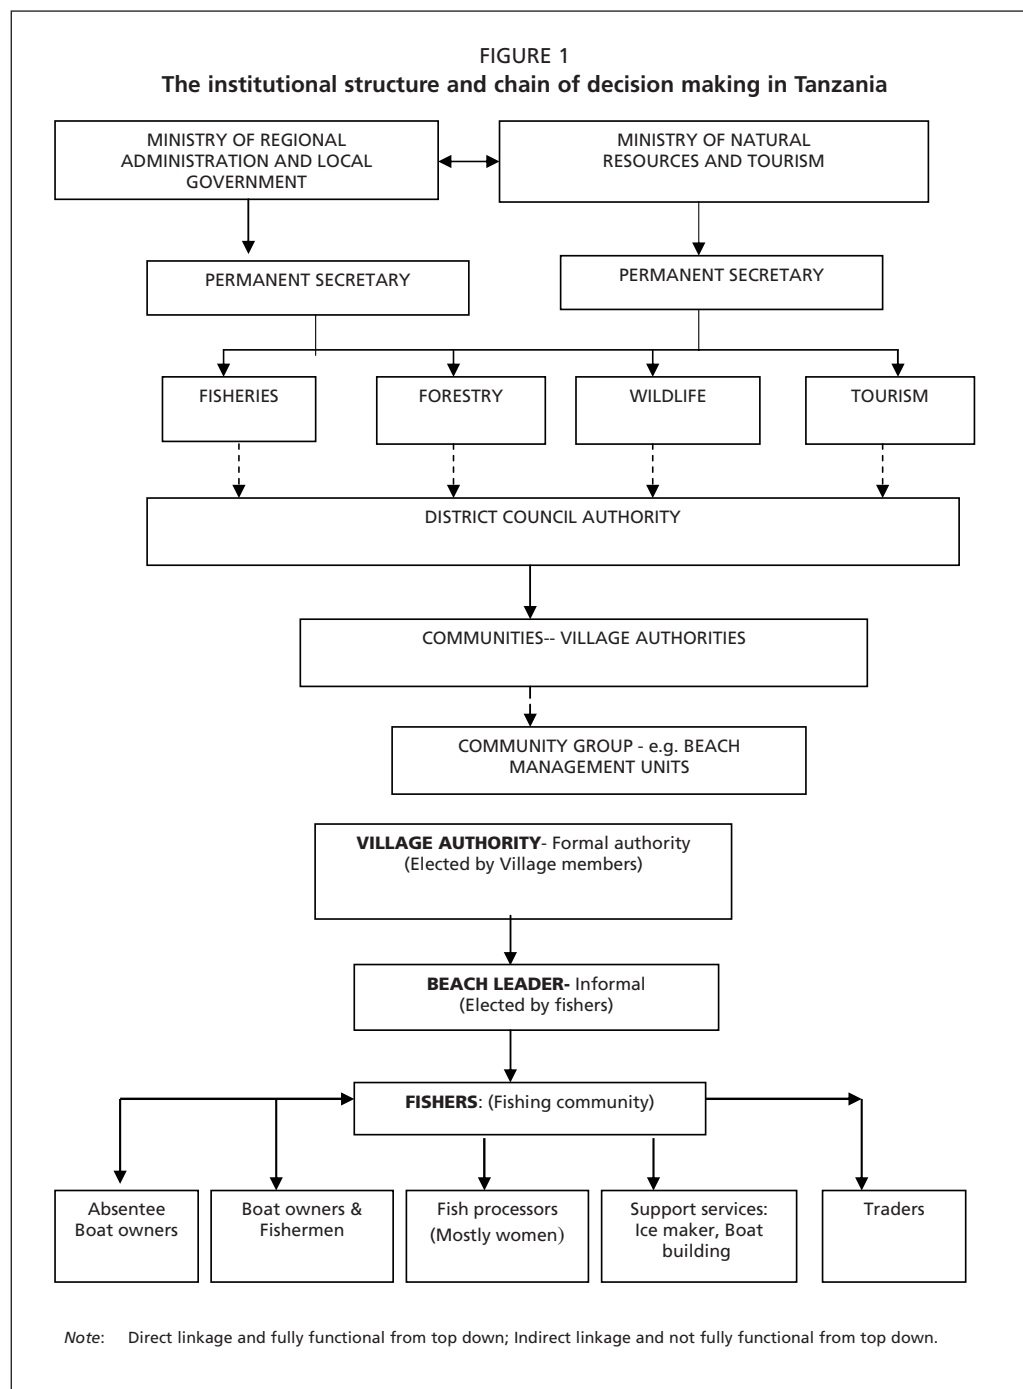 FIGURE 1
The institutional structure and chain of decision making in Tanzania
MINISTRY OF REGIONAL
ADMINISTRATION AND LOCAL
GOVERNMENT
MINISTRY OF NATURAL
RESOURCES AND TOURISM
PERMANENT SECRETARY
PERMANENT SECRETARY
FISHERIES
FORESTRY
WILDLIFE
TOURISM
DISTRICT COUNCIL AUTHORITY
COMMUNITIES-- VILLAGE AUTHORITIES
COMMUNITY GROUP - e.g. BEACH
MANAGEMENT UNITS
VILLAGE AUTHORITY- Formal authority
(Elected by Village members)
BEACH LEADER- Informal
(Elected by fishers)
FISHERS: (Fishing community)
Absentee
Boat owners
Boat owners &
Fishermen
Fish processors
(Mostly women)
Support services:
Ice maker, Boat
building
Traders
Note: Direct linkage and fully functional from top down; Indirect linkage and not fully functional from top down.